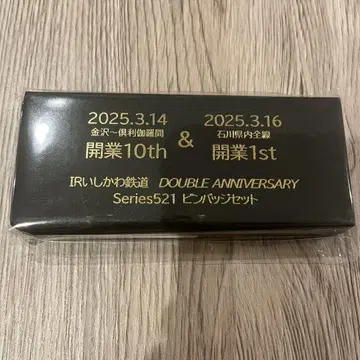 2025.3.14
金沢～倶利伽羅間
開業10th
&
2025.3.16
石川県内全線
開業1st
IRいしかわ鉄道 DOUBLE ANNIVERSARY
Series521 ピンバッジセット